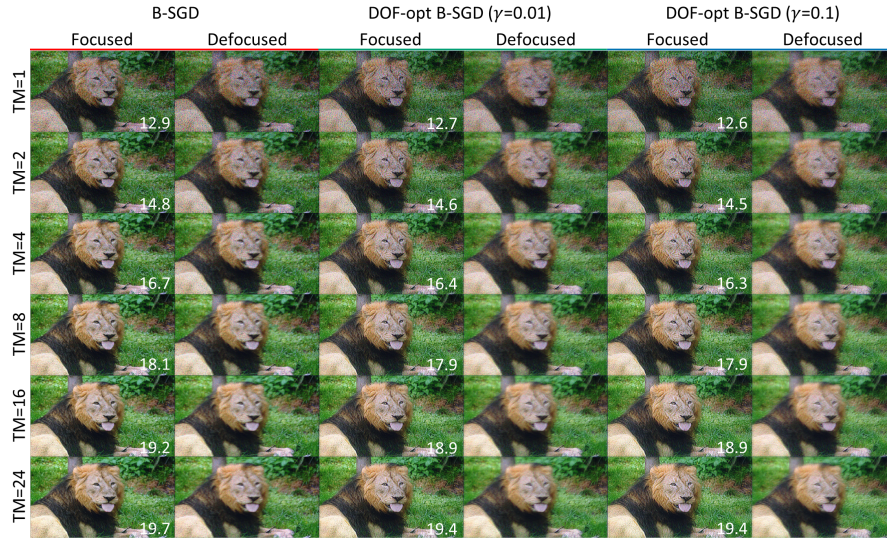 B-SGD DOF-opt B-SGD (γ=0.01) DOF-opt B-SGD (γ=0.1)
Focused Defocused Focused Defocused Focused Defocused
TM=1 12.9 12.7 12.6
TM=2 14.8 14.6 14.5
TM=4 16.7 16.4 16.3
TM=8 18.1 17.9 17.9
TM=16 19.2 18.9 18.9
TM=24 19.7 19.4 19.4